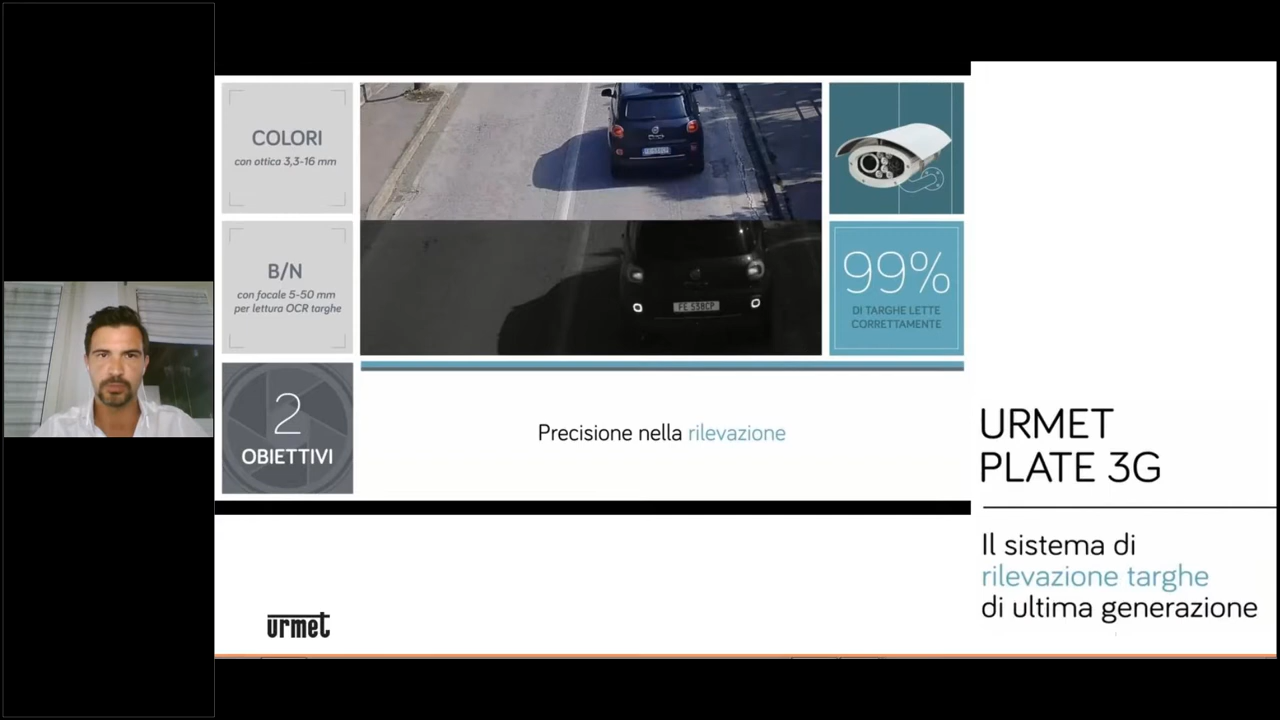 COLORI
con ottica 3,3-16 mm
B/N
con focale 5-50 mm
per lettura OCR targhe
2
OBIETTIVI
FE 538CP
99%
DI TARGHE LETTE
CORRETTAMENTE
Precisione nella rilevazione
urmet
URMET
PLATE 3G
Il sistema di
rilevazione targhe
di ultima generazione